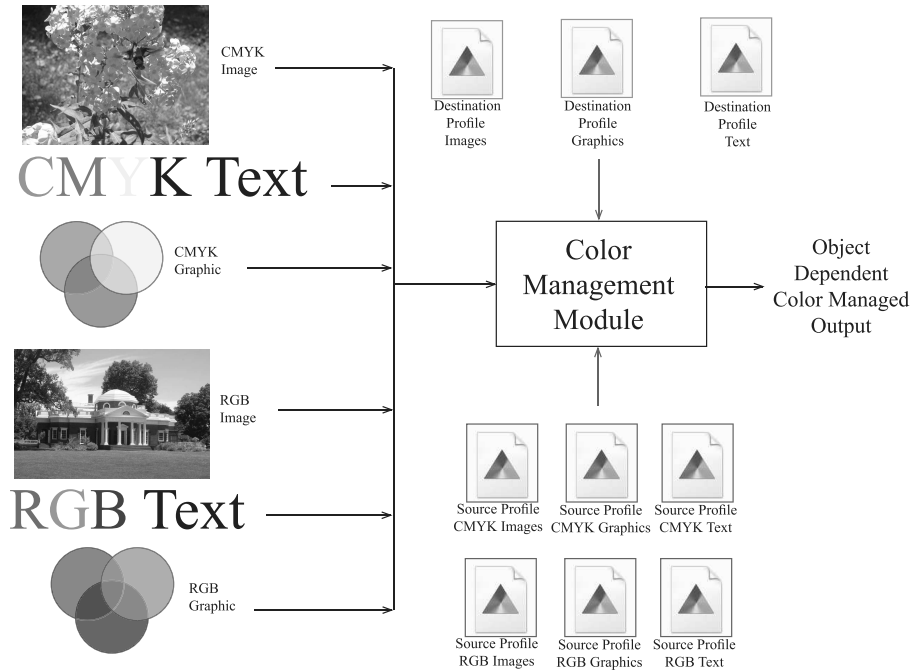 CMYK
Image
CMYK Text
CMYK
Graphic
RGB
Image
RGB Text
RGB
Graphic
Destination
Profile
Images
Destination
Profile
Graphics
Destination
Profile
Text
Color
Management
Module
Object
Dependent
Color Managed
Output
Source Profile
CMYK Images
Source Profile
CMYK Graphics
Source Profile
CMYK Text
Source Profile
RGB Images
Source Profile
RGB Graphics
Source Profile
RGB Text